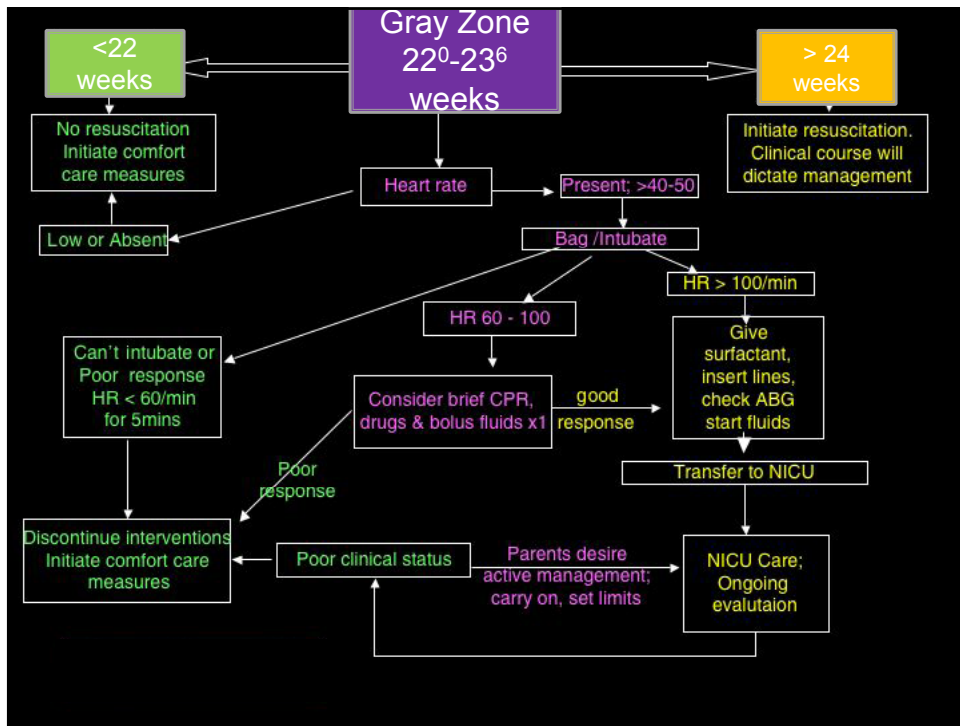 <22
weeks
Gray Zone
22⁰-23⁶
weeks
> 24
weeks
No resuscitation
Initiate comfort
care measures
Initiate resuscitation.
Clinical course will
dictate management
Heart rate
Present; >40-50
Low or Absent
Bag /Intubate
HR > 100/min
HR 60 - 100
Can't intubate or
Poor response
HR < 60/min
for 5mins
Consider brief CPR,
drugs & bolus fluids x1
good
response
Give
surfactant,
insert lines,
check ABG
start fluids
Poor
response
Transfer to NICU
Discontinue interventions
Initiate comfort care
measures
Poor clinical status
Parents desire
active management;
carry on, set limits
NICU Care;
Ongoing
evalutaion